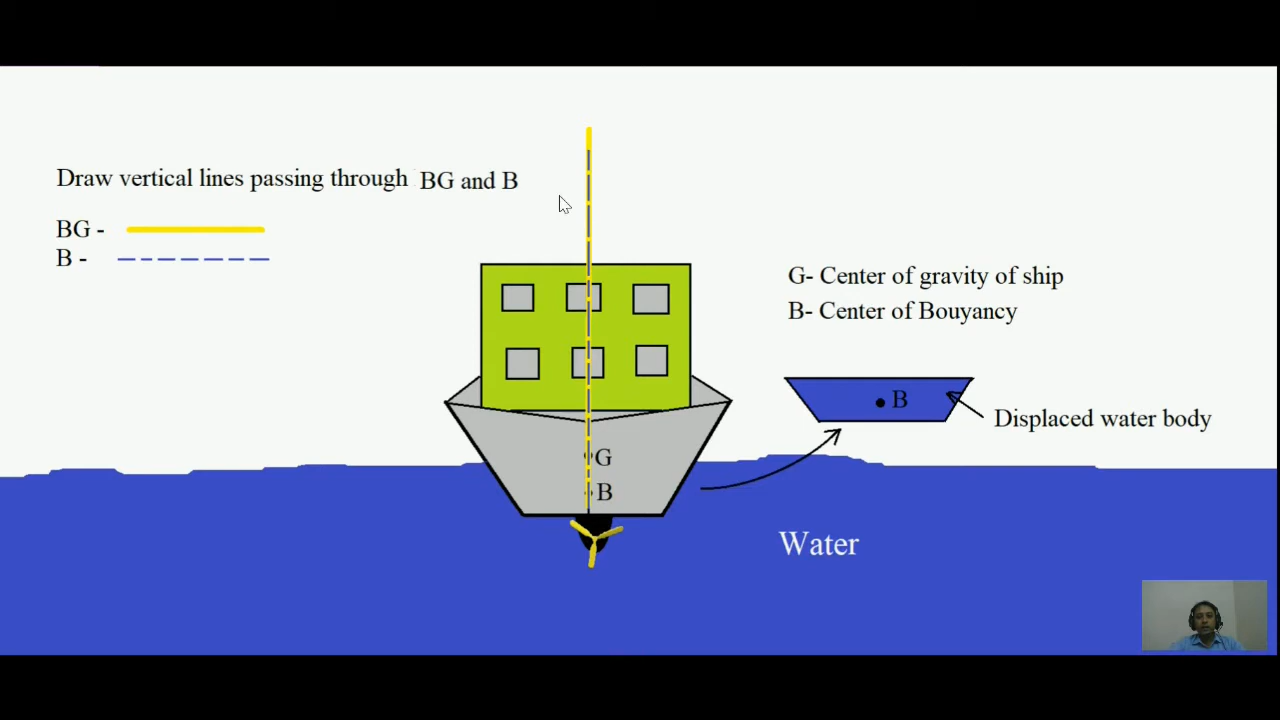 Draw vertical lines passing through BG and B
BG -
B -
G- Center of gravity of ship
B- Center of Bouyancy
B
Displaced water body
G
B
Water